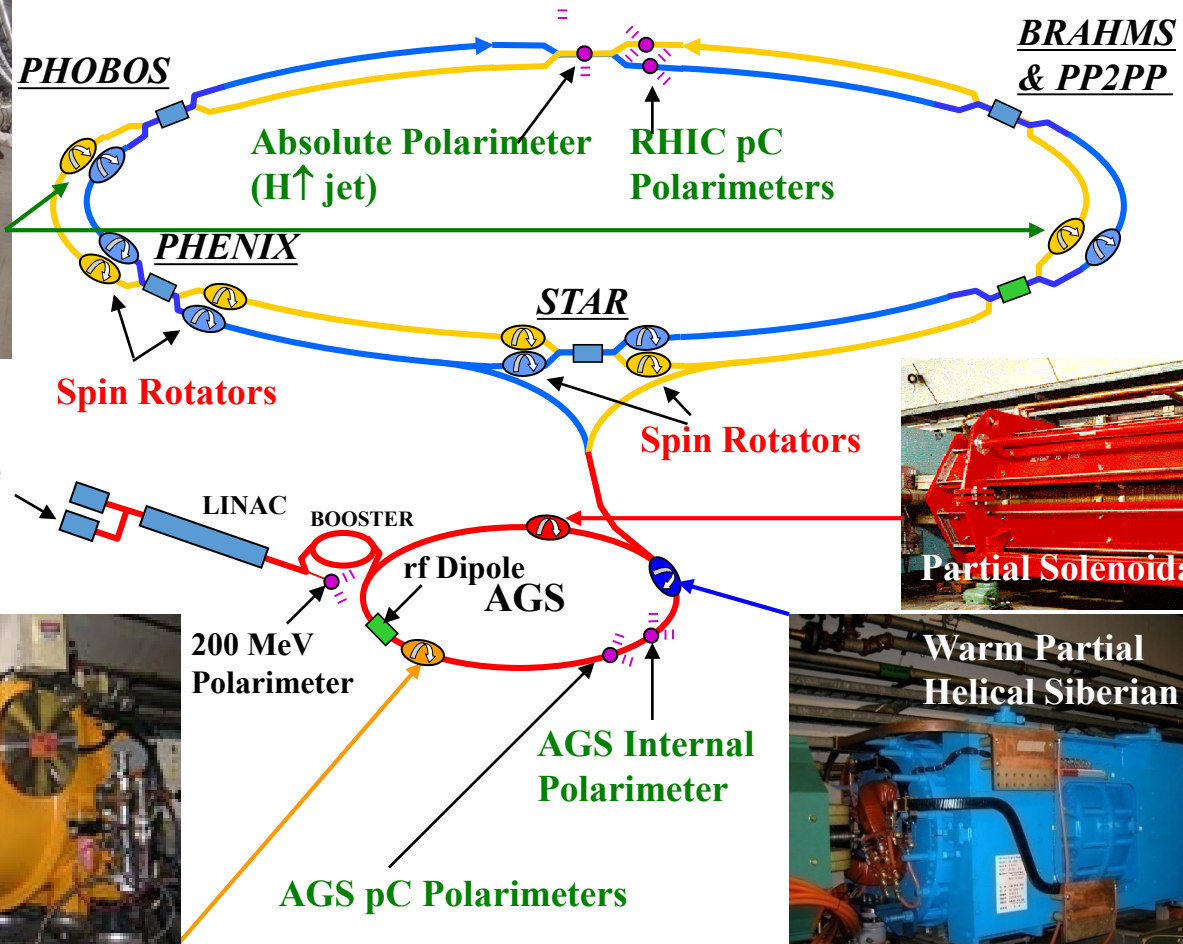 BRAHMS
& PP2PP
PHOBOS
Absolute Polarimeter
(H↑ jet)
RHIC pC
Polarimeters
PHENIX
STAR
Spin Rotators
Spin Rotators
LINAC
BOOSTER
rf Dipole
AGS
Partial Solenoida
200 MeV
Polarimeter
Warm Partial
Helical Siberian
AGS Internal
Polarimeter
AGS pC Polarimeters